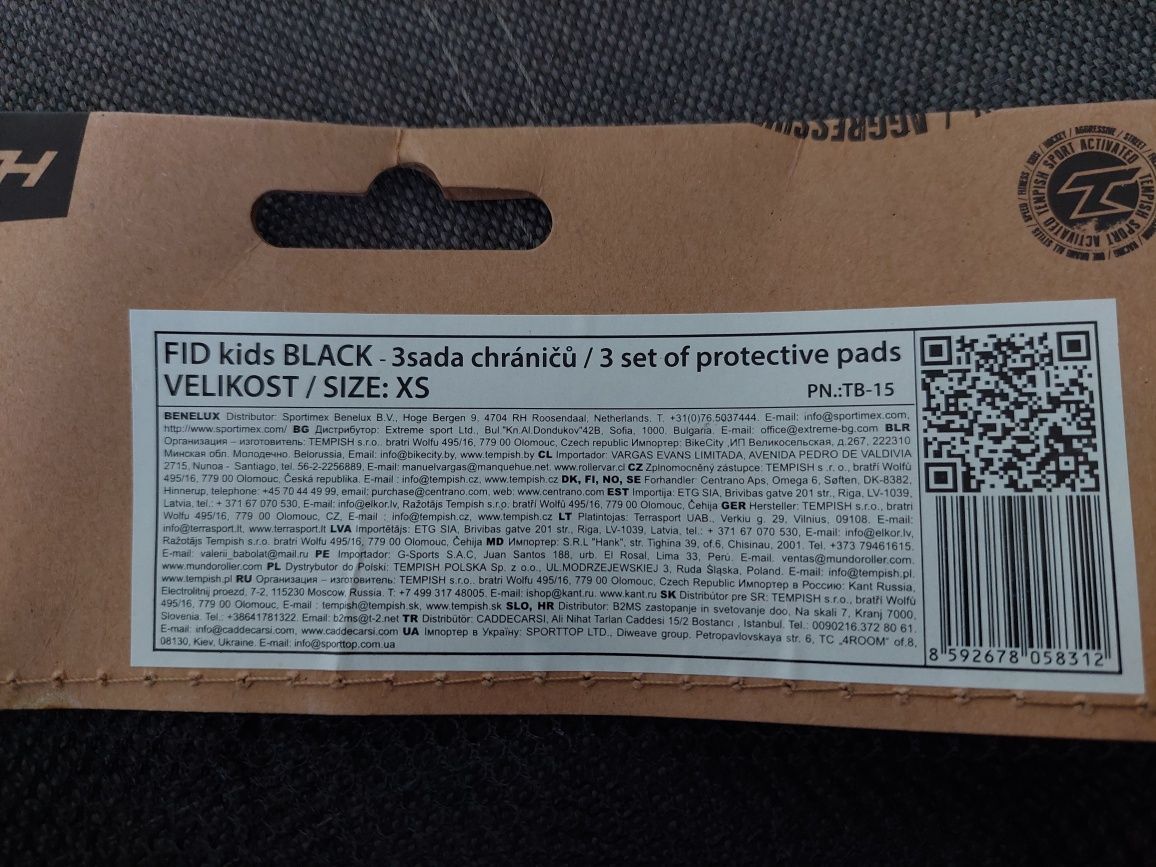 H
AGGRESSIVE
TEMPISH SPORT ACTIVATED TEMPISH SPORT ACTIVATED
FID kids BLACK - 3sada chráničů / 3 set of protective pads
VELIKOST / SIZE: XS PN.:TB-15
BENELUX Distributor: Sportimex Benelux B.V., Hoge Bergen 9, 4704 RH Roosendaal, Netherlands. T. +31(0)76.5037444. E-mail: info@sportimex.com,
http://www.sportimex.com/ BG Дистрибутор: Extreme sport Ltd., Bul."Kn.Al.Dondukov"42B, Sofia, 1000, Bulgaria. E-mail: office@extreme-bg.com BLR
Организация – изготовитель: TEMPISH s.r.o., bratri Wolfu 495/16, 779 00 Olomouc, Czech republic Импортер: BikeCity ,ИП Великосельская, д.267, 222310
Минская обл. Молодечно. Belorussia, Email: info@bikecity.by, www.tempish.by CL Importador: VARGAS EVANS LIMITADA, AVENIDA PEDRO DE VALDIVIA
2715, Nunoa - Santiago, tel. 56-2-2256889, E-mail: manuelvargas@manquehue.net. www.rollervar.cl CZ Zplnomocněný zástupce: TEMPISH s.r.o., bratří Wolfů
495/16, 779 00 Olomouc, Česká republika. E-mail : info@tempish.cz, www.tempish.cz DK, FI, NO, SE Forhandler: Centrano Aps, Omega 6, Søften, DK-8382,
Hinnerup, telephone: +45 70 44 49 99, email: purchase@centrano.com, web: www.centrano.com EST Importija: ETG SIA, Brivibas gatve 201 str., Riga, LV-1039,
Latvia, tel.: + 371 67 070 530, E-mail: info@elkor.lv, Ražotājs Tempish s.r.o. bratří Wolfů 495/16, 779 00 Olomouc, Čehija GER Hersteller: TEMPISH s.r.o., bratří
Wolfu 495/16, 779 00 Olomouc, CZ, E-mail : info@tempish.cz, www.tempish.cz LT Platintojas: Terrasport UAB., Verkiu g. 29, Vilnius, 09108. E-mail:
info@terrasport.lt, www.terrasport.lt LVA Importējs: ETG SIA, Brivibas gatve 201 str., Riga, LV-1039, Latvia, tel.: + 371 67 070 530, E-mail: info@elkor.lv,
Ražotājs Tempish s.r.o. bratří Wolfů 495/16, 779 00 Olomouc, Čehija MD Импортер: S.R.L "Hank", str. Tighina 39, of.6, Chisinau, 2001. Tel. +373 79461615.
E-mail: valerii_babolat@mail.ru PE Importador: G-Sports S.A.C, Juan Santos 188, urb. El Rosal, Lima 33, Perú. E-mail. ventas@mundoroller.com
www.mundoroller.com PL Dystrybutor do Polski: TEMPISH POLSKA Sp. z o.o., UL.MODRZEJEWSKIEJ 3, Ruda Śląska, Poland. E-mail: info@tempish.pl.
www.tempish.pl RU Организация – изготовитель: TEMPISH s.r.o., bratri Wolfu 495/16, 779 00 Olomouc, Czech Republic Импортер в Россию: Kant Russia,
Electrolitnij proezd, 7-2, 115230 Moscow, Russia. T: +7 499 317 48005. E-mail: ishop@kant.ru www.kant.ru SK Distribútor pre SR: TEMPISH s.r.o., bratří Wolfů
495/16, 779 00 Olomouc, E-mail : tempish@tempish.sk, www.tempish.sk SLO, HR Distributor: B2MS zastopanje in svetovanje doo, Na skali 7, Kranj 7000
Slovenia. Tel.: +38641781322. Email: b2ms@t-2.net TR Distribütör: CADDECARSI, Ali Nihat Tarlan Caddesi 15/2 Bostanci, Istanbul. Tel.: 0090216.372 80 61.
E-mail: info@caddecarsi.com, www.caddecarsi.com UA Імпортер в Україну: SPORTTOP LTD., Diweave group. Petropavlovskaya str. 6, TC „4ROOM" of.8,
08130, Kiev, Ukraine. E-mail: info@sporttop.com.ua
8 592678 058312